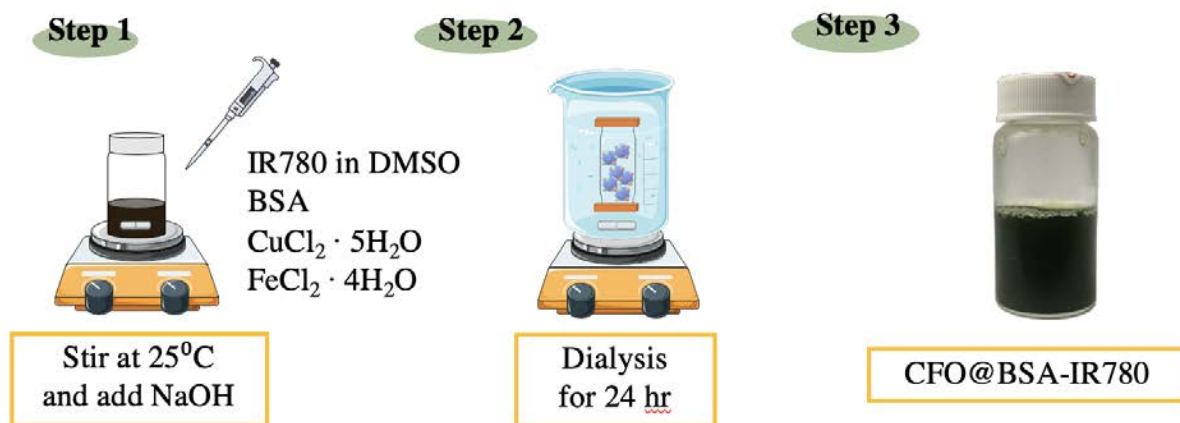 Step 1
IR780 in DMSO
BSA
CuCl₂ · 5H₂O
FeCl₂ · 4H₂O
Stir at 25⁰C
and add NaOH
Step 2
Dialysis
for 24 hr
Step 3
CFO@BSA-IR780